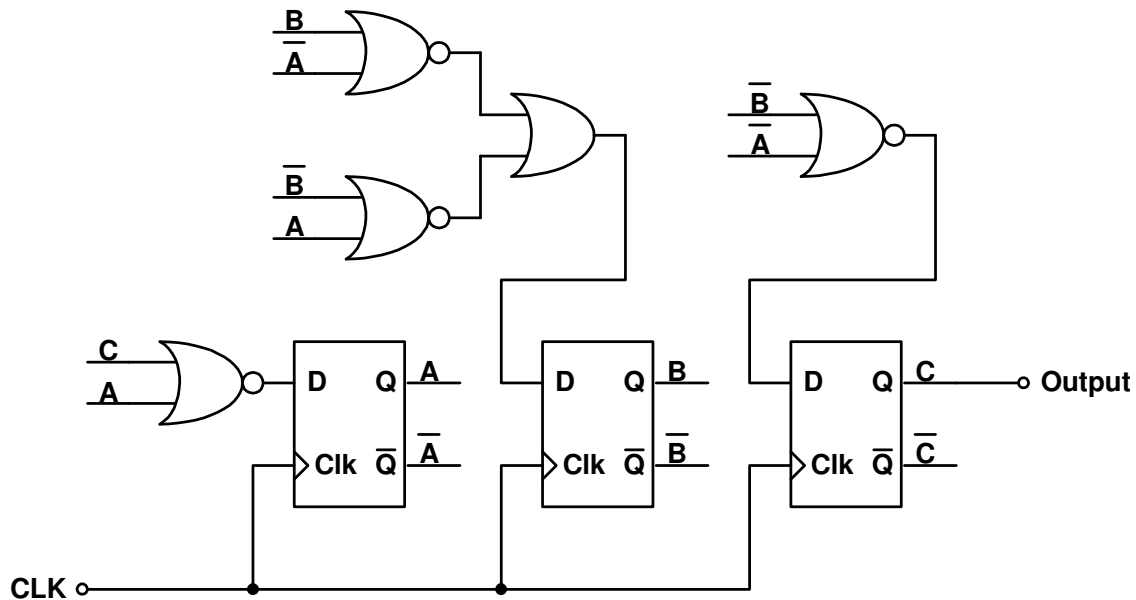 B
A̅
B̅
A
B̅
A̅
C
A
D Q A
Clk Q̅ A̅
D Q B
Clk Q̅ B̅
D Q C Output
Clk Q̅ C̅
CLK